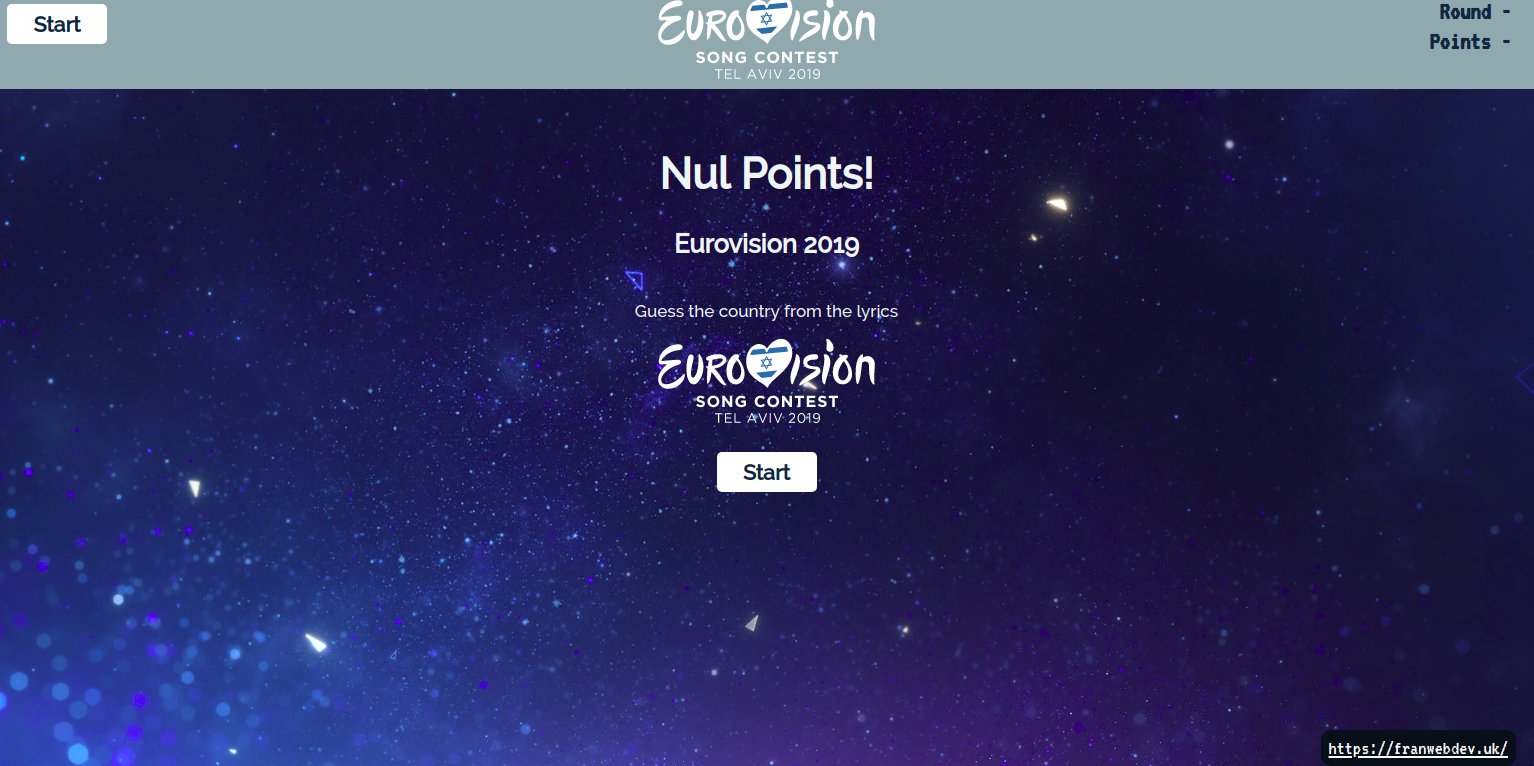 Start
EUROVISION
SONG CONTEST
TEL AVIV 2019
Round -
Points -
Nul Points!
Eurovision 2019
Guess the country from the lyrics
EUROVISION
SONG CONTEST
TEL AVIV 2019
Start
https://franwebdev.uk/